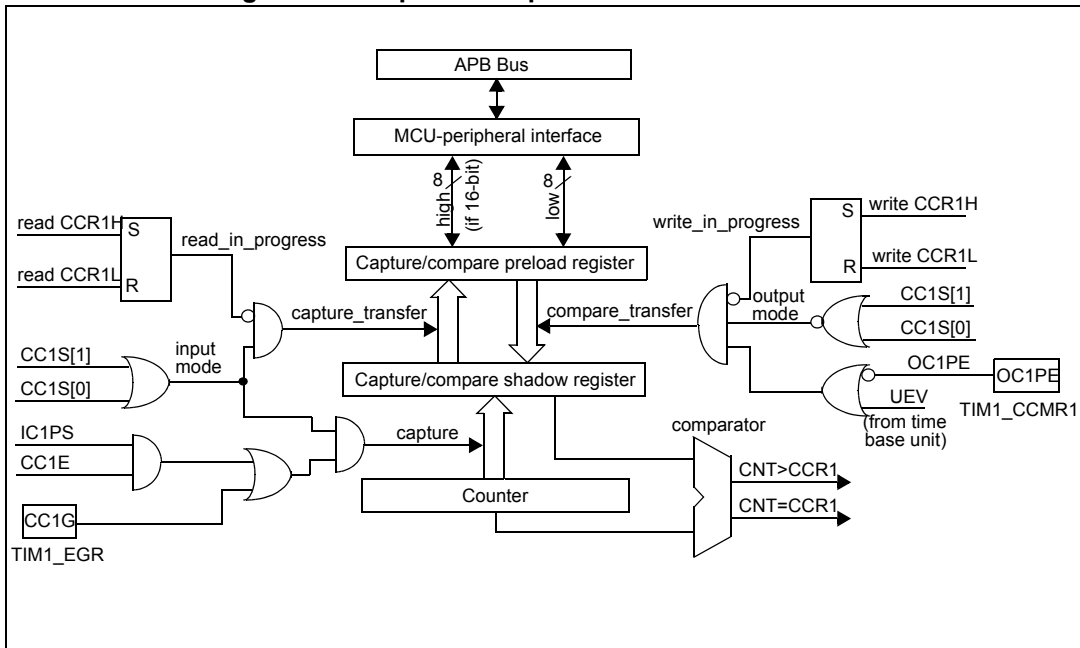 APB Bus
MCU-peripheral interface
8
high
(if 16-bit)
8
low
read CCR1H
S
read_in_progress
read CCR1L
R
write_in_progress
S
write CCR1H
R
write CCR1L
Capture/compare preload register
capture_transfer
compare_transfer
output
mode
CC1S[1]
CC1S[0]
CC1S[1]
CC1S[0]
input
mode
Capture/compare shadow register
OC1PE
OC1PE
UEV
TIM1_CCMR1
(from time
base unit)
IC1PS
CC1E
capture
comparator
CC1G
TIM1_EGR
Counter
CNT>CCR1
CNT=CCR1